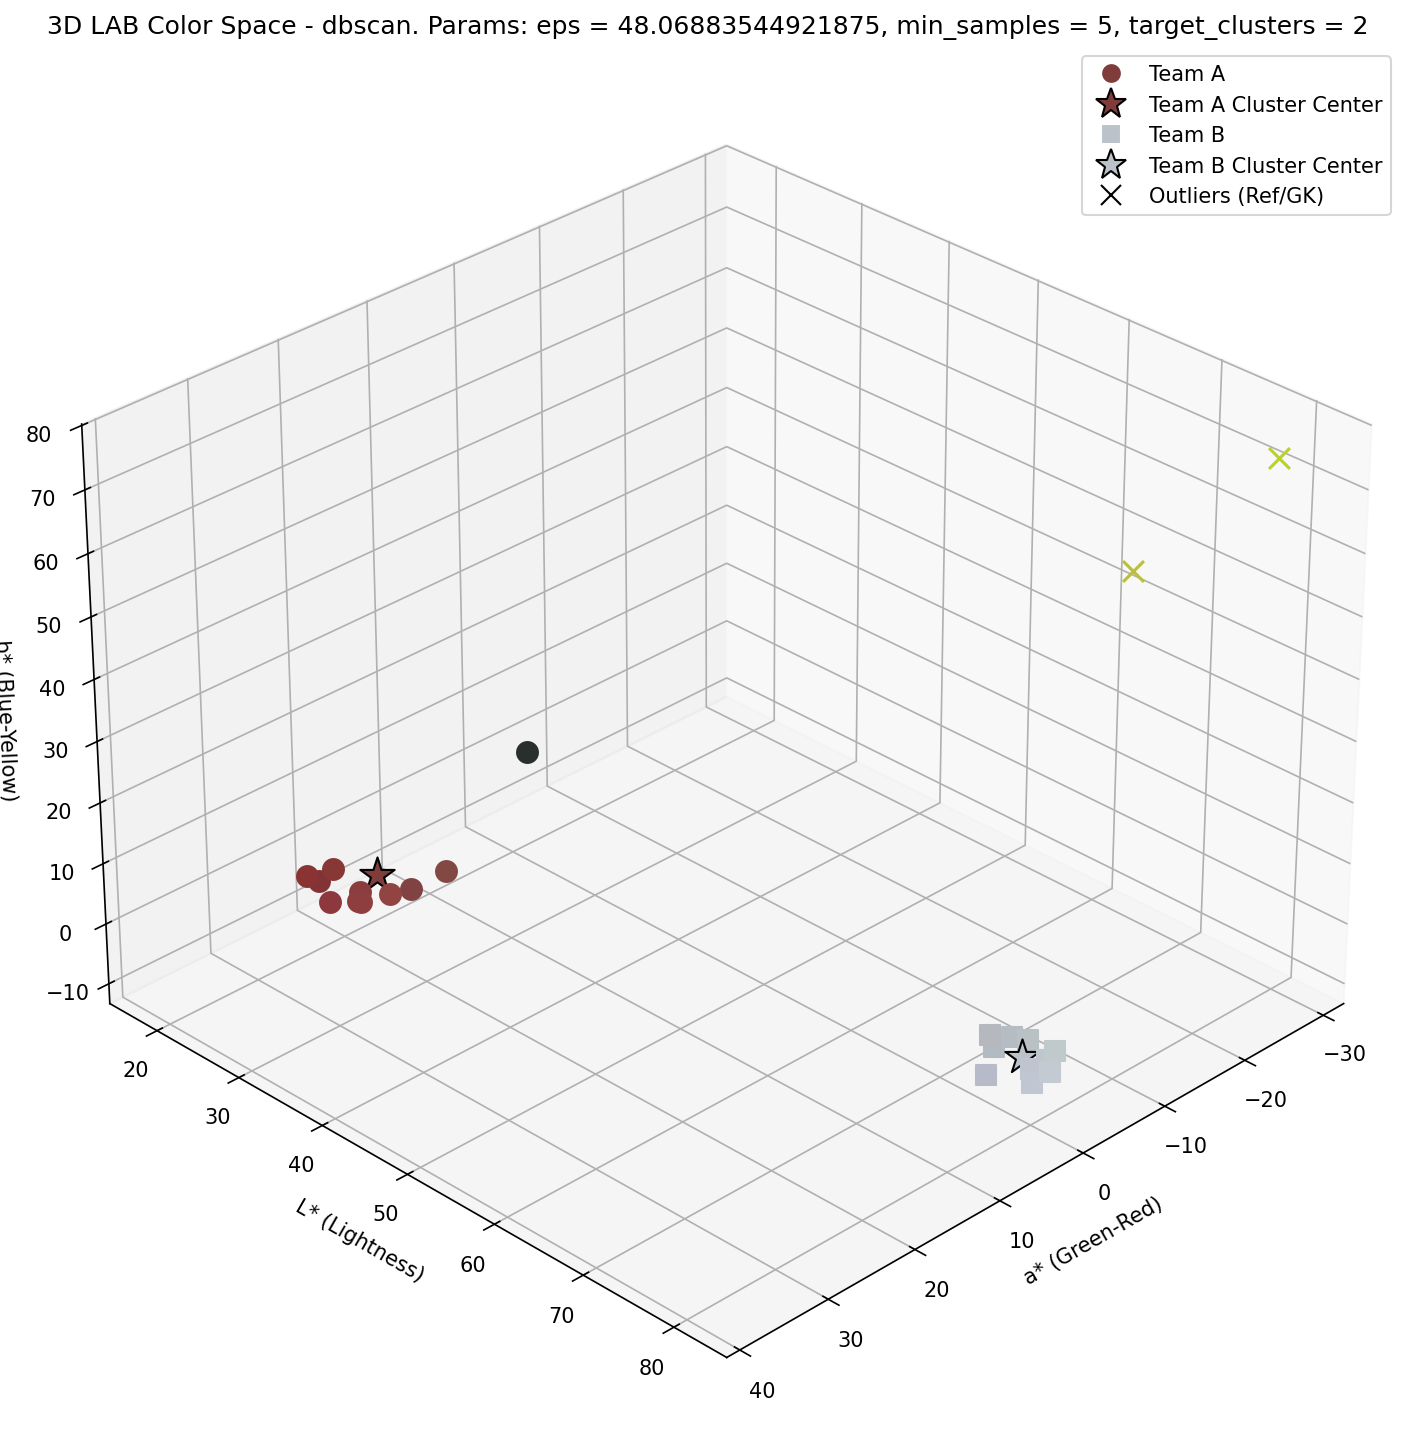 3D LAB Color Space - dbscan. Params: eps = 48.06883544921875, min_samples = 5, target_clusters = 2
Team A
Team A Cluster Center
Team B
Team B Cluster Center
Outliers (Ref/GK)
80
70
60
50
40
30
20
10
0
−10
b* (Blue-Yellow)
20
30
40
50
60
70
80
L* (Lightness)
−30
−20
−10
0
10
20
30
40
a* (Green-Red)